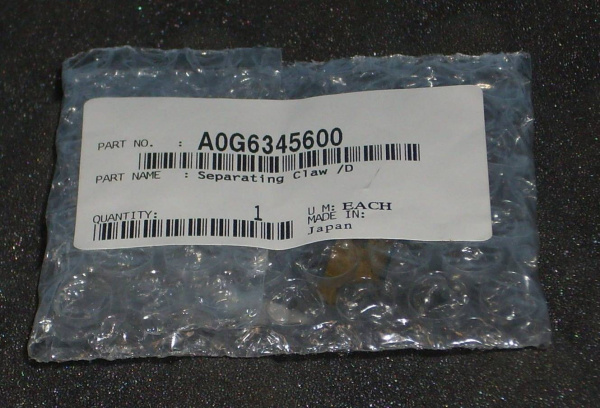 PART NO. : A0G6345600
PART NAME : Separating Claw /D
QUANTITY: 1 U M: EACH
MADE IN:
Japan